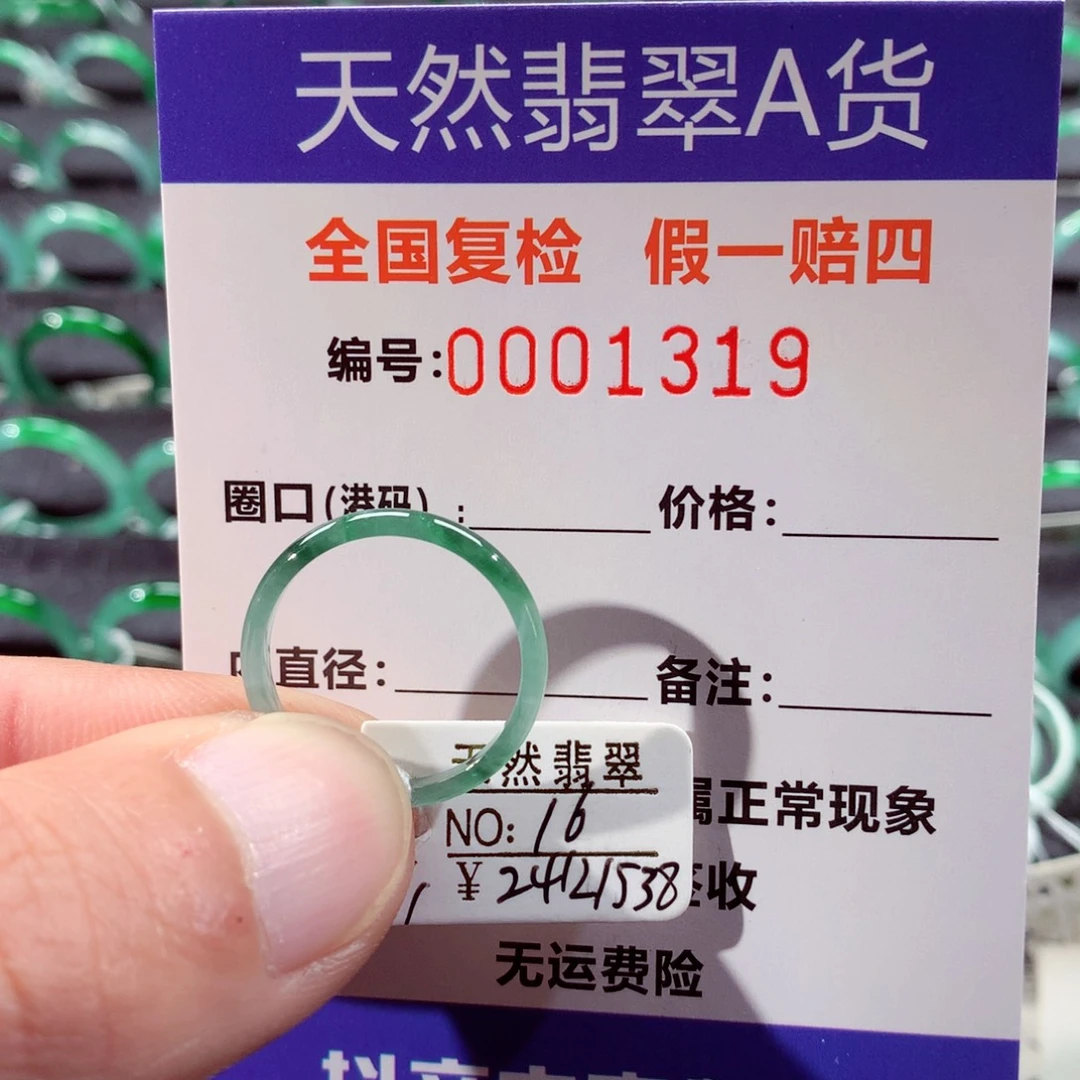 天然翡翠A货
全国复检 假一赔四
编号:0001319
圈口(港码): 价格:
直径: 备注:
天然翡翠
NO: 16
属正常现象
¥ 24121538
签收
无运费险